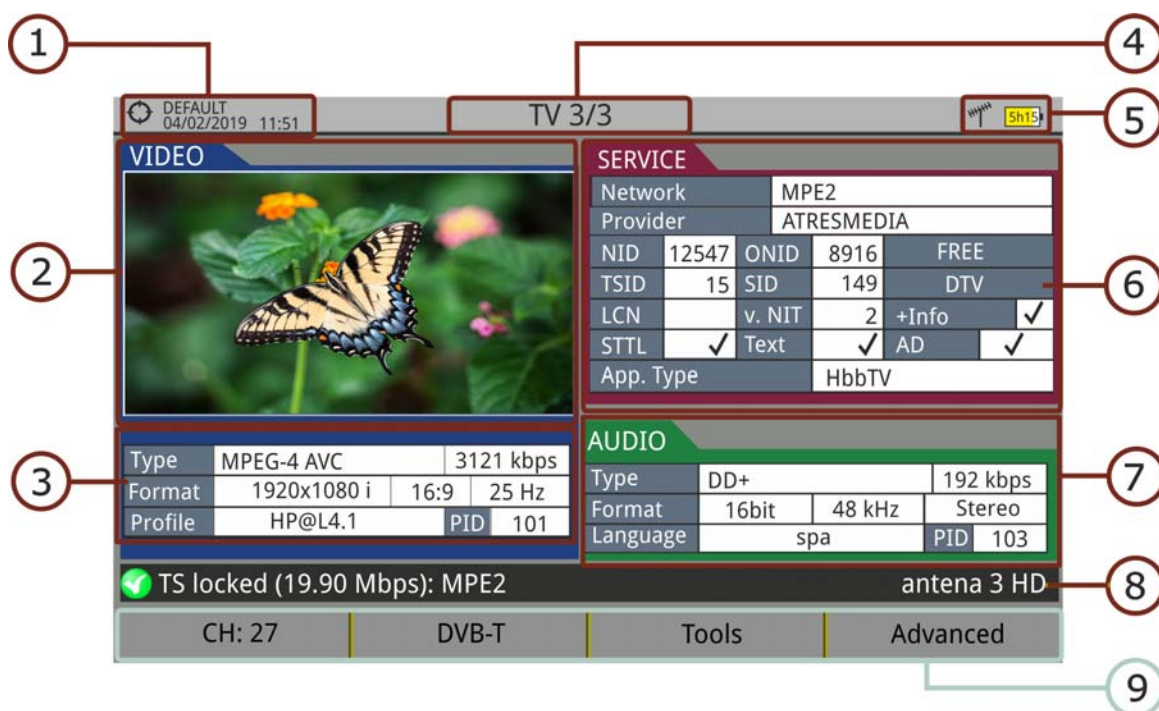 1
4
DEFAULT
04/02/2019 11:51
TV 3/3
5h15
5
VIDEO
2
SERVICE
Network MPE2
Provider ATRESMEDIA
NID 12547 ONID 8916 FREE
TSID 15 SID 149 DTV
LCN v. NIT 2 +Info ✓
STTL ✓ Text ✓ AD ✓
App. Type HbbTV
6
3
Type MPEG-4 AVC 3121 kbps
Format 1920x1080 i 16:9 25 Hz
Profile HP@L4.1 PID 101
AUDIO
Type DD+ 192 kbps
Format 16bit 48 kHz Stereo
Language spa PID 103
7
TS locked (19.90 Mbps): MPE2 antena 3 HD
8
CH: 27 DVB-T Tools Advanced
9